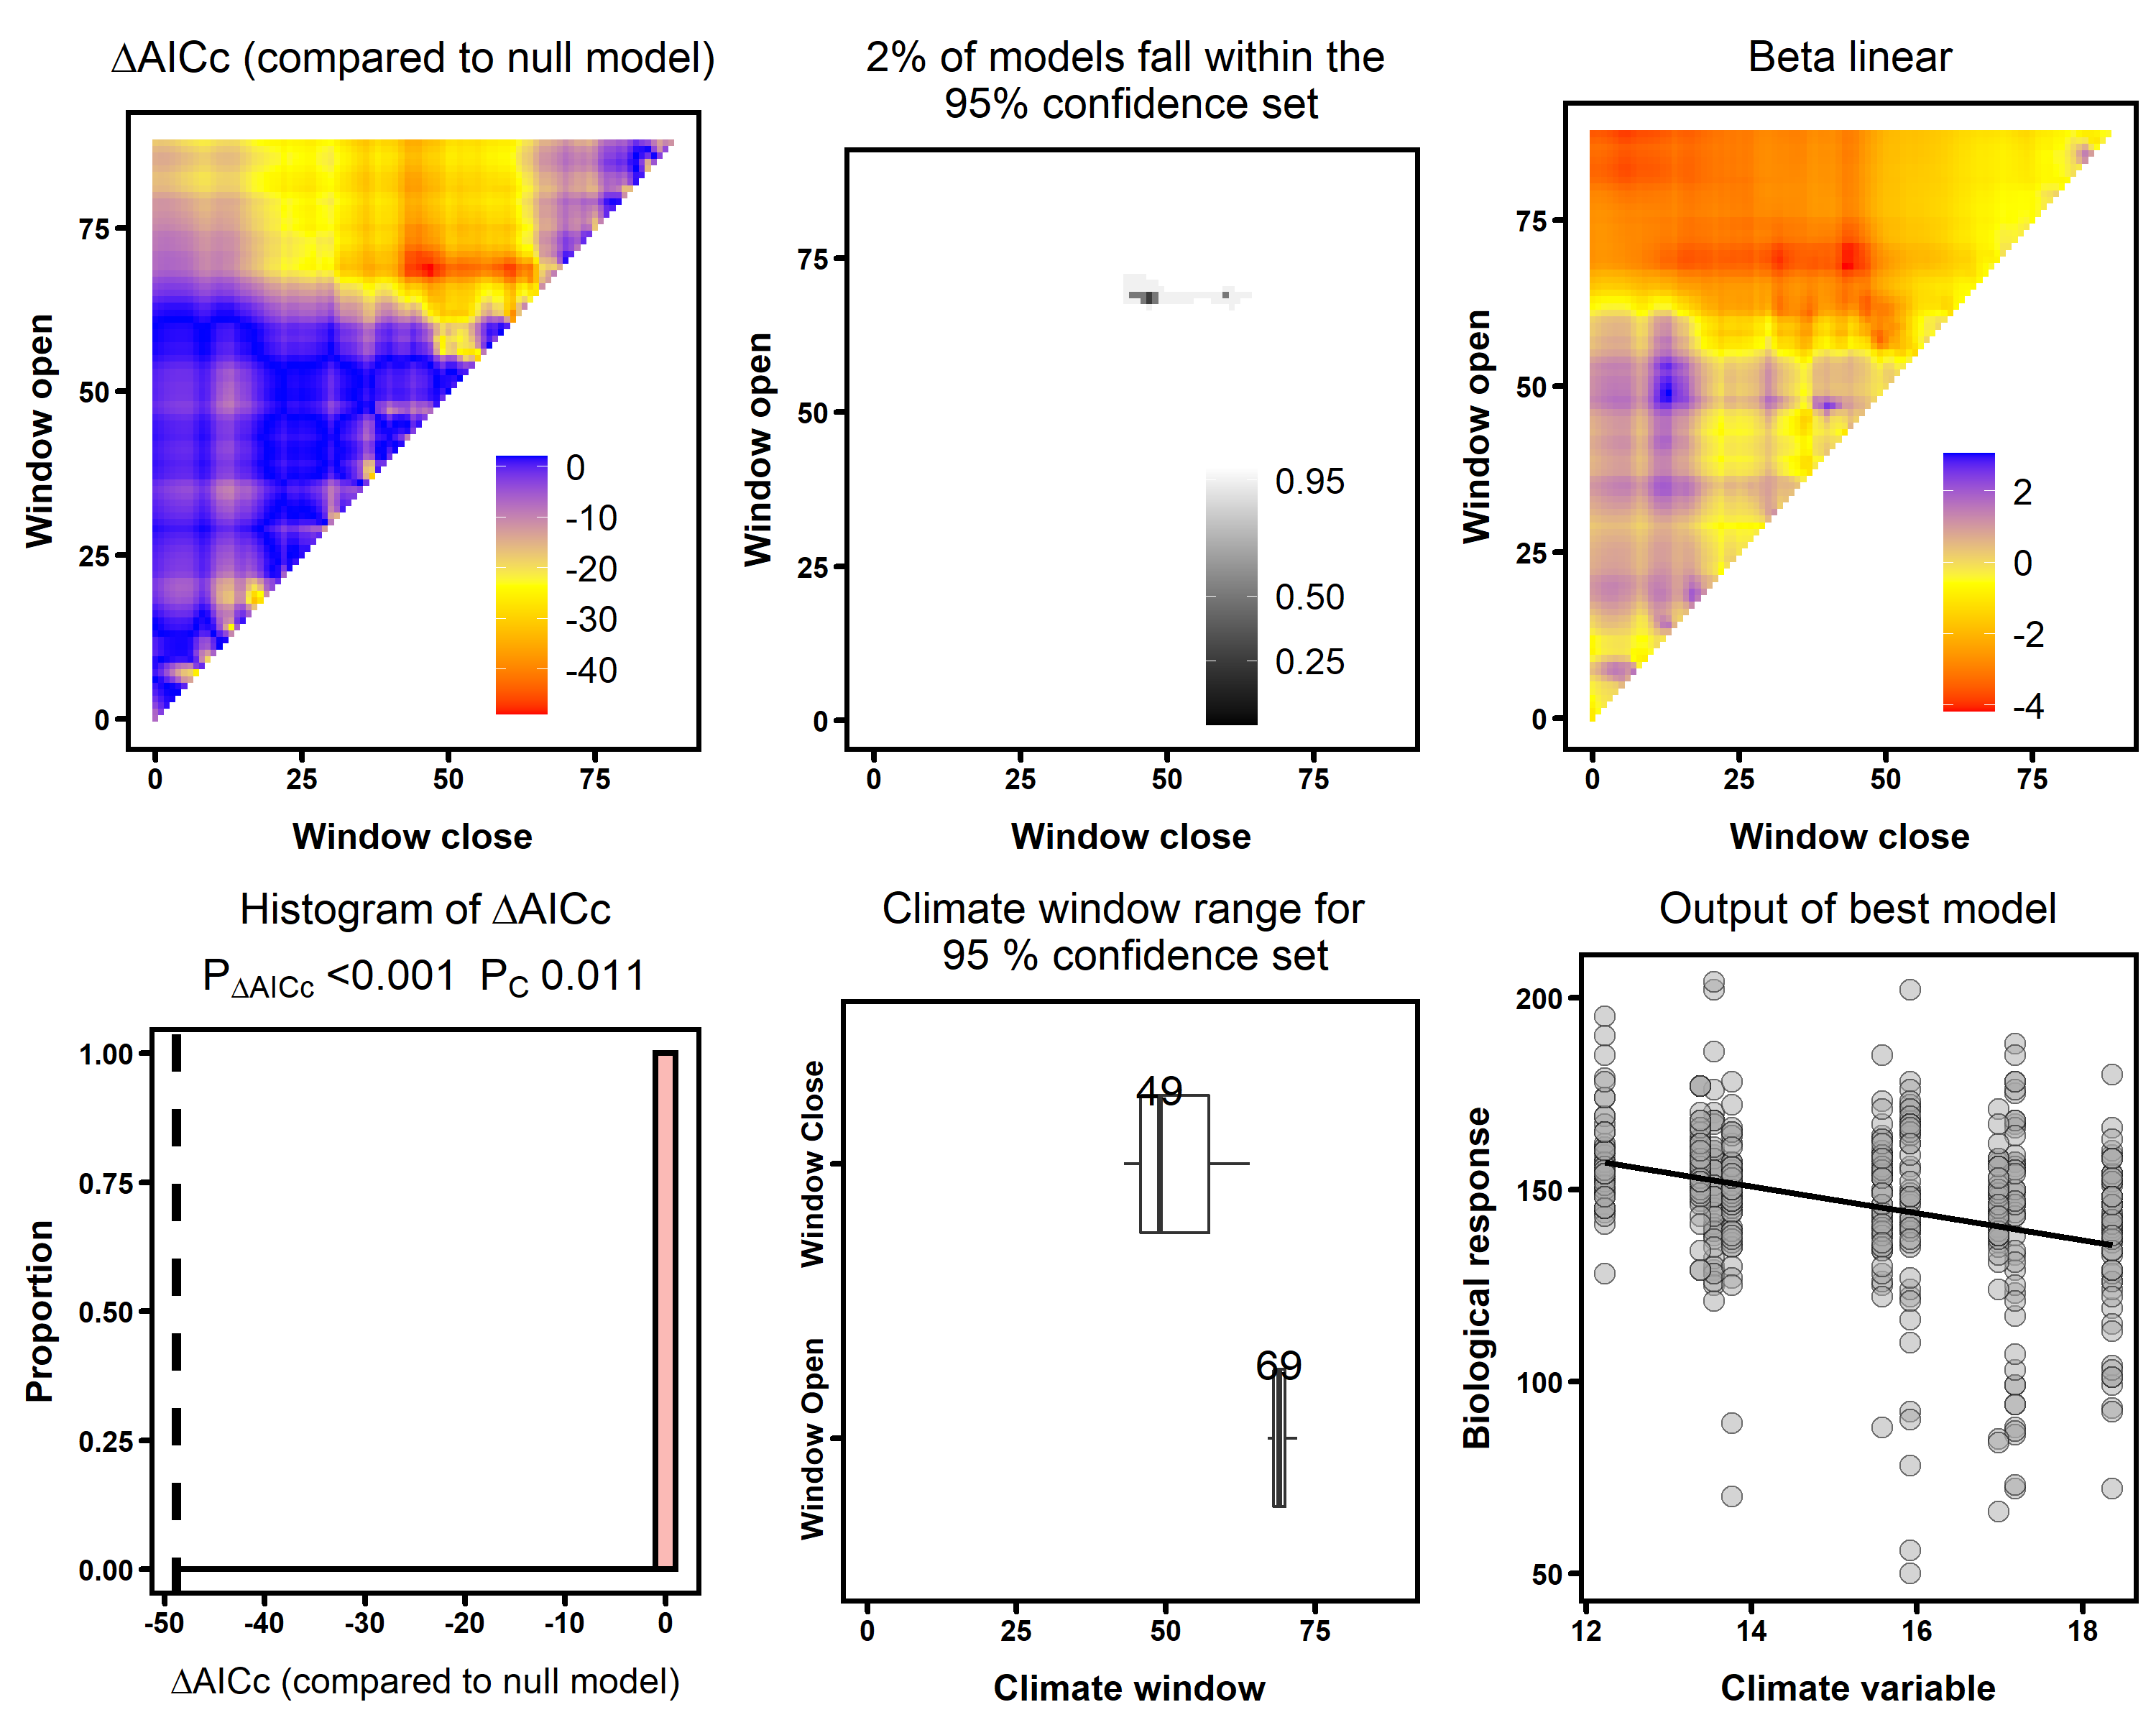 ΔAICc (compared to null model)
Window open
75
50
25
0
0
-10
-20
-30
-40
0 25 50 75
Window close
2% of models fall within the
95% confidence set
Window open
75
50
25
0
0.95
0.50
0.25
0 25 50 75
Window close
Beta linear
Window open
75
50
25
0
2
0
-2
-4
0 25 50 75
Window close
Histogram of ΔAICc
PΔAICc <0.001 PC 0.011
Proportion
1.00
0.75
0.50
0.25
0.00
-50 -40 -30 -20 -10 0
ΔAICc (compared to null model)
Climate window range for
95 % confidence set
Window Close
49
Window Open
69
0 25 50 75
Climate window
Output of best model
Biological response
200
150
100
50
12 14 16 18
Climate variable